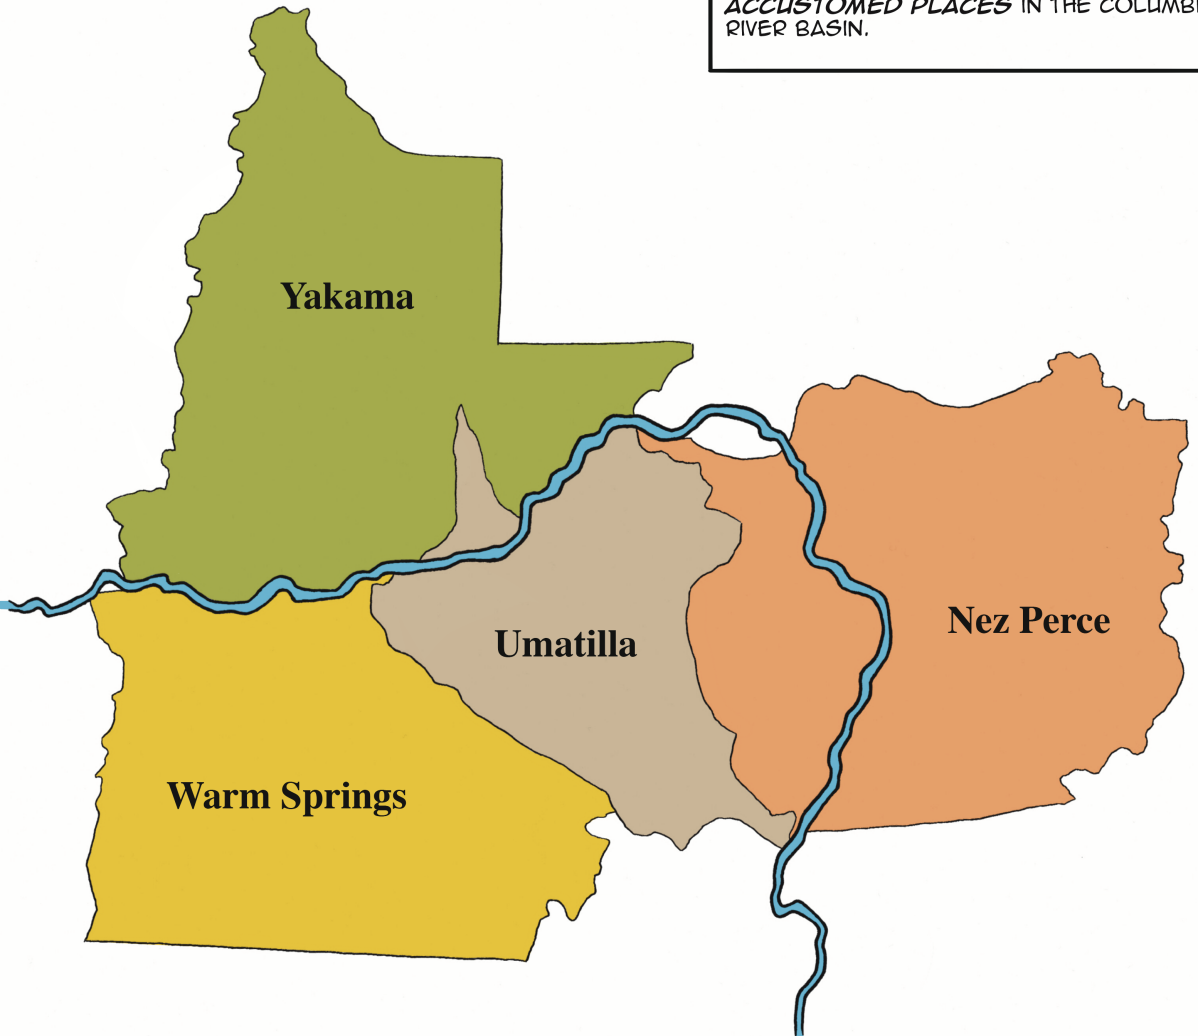 ACCUSTOMED PLACES IN THE
RIVER BASIN.
Yakama
Nez Perce
Umatilla
Warm Springs